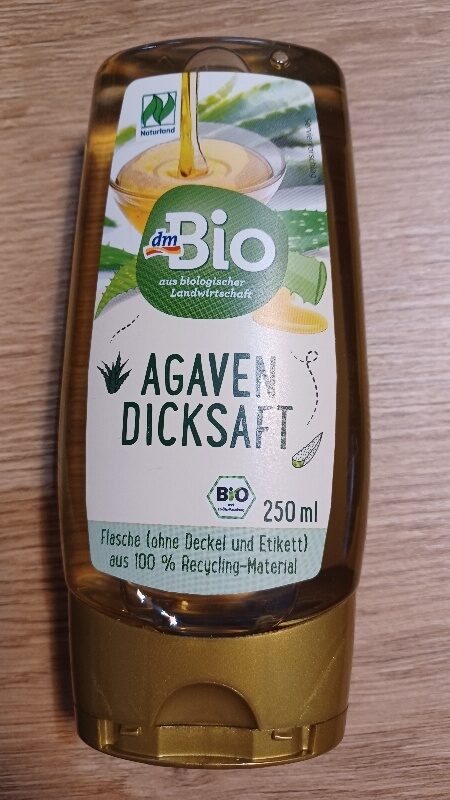 Naturland
dm
Bio
aus biologischer
Landwirtschaft
AGAVEN
DICKSAFT
BiO
250 ml
Flasche (ohne Deckel und Etikett)
aus 100 % Recycling-Material